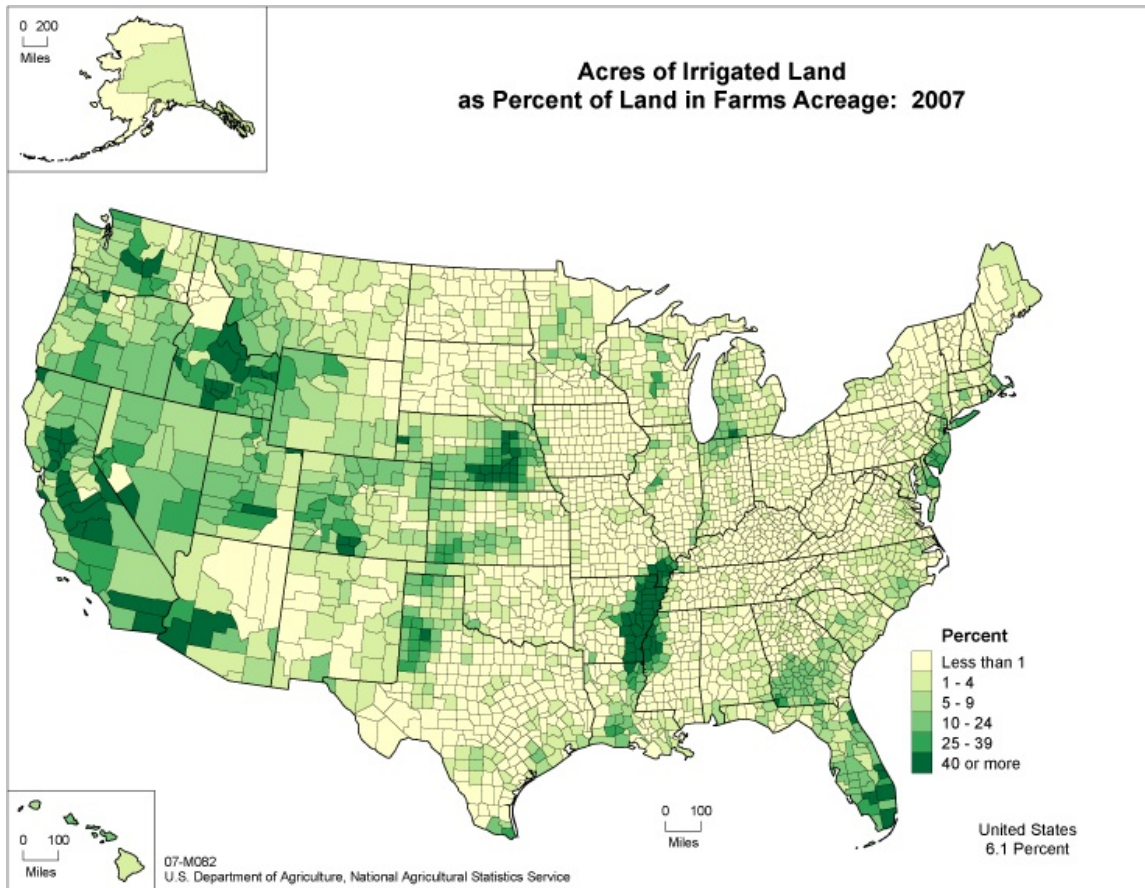 0 200
Miles
Acres of Irrigated Land
as Percent of Land in Farms Acreage: 2007
Percent
Less than 1
1 - 4
5 - 9
10 - 24
25 - 39
40 or more
0 100
Miles
0 100
Miles
United States
6.1 Percent
07-M082
U.S. Department of Agriculture, National Agricultural Statistics Service